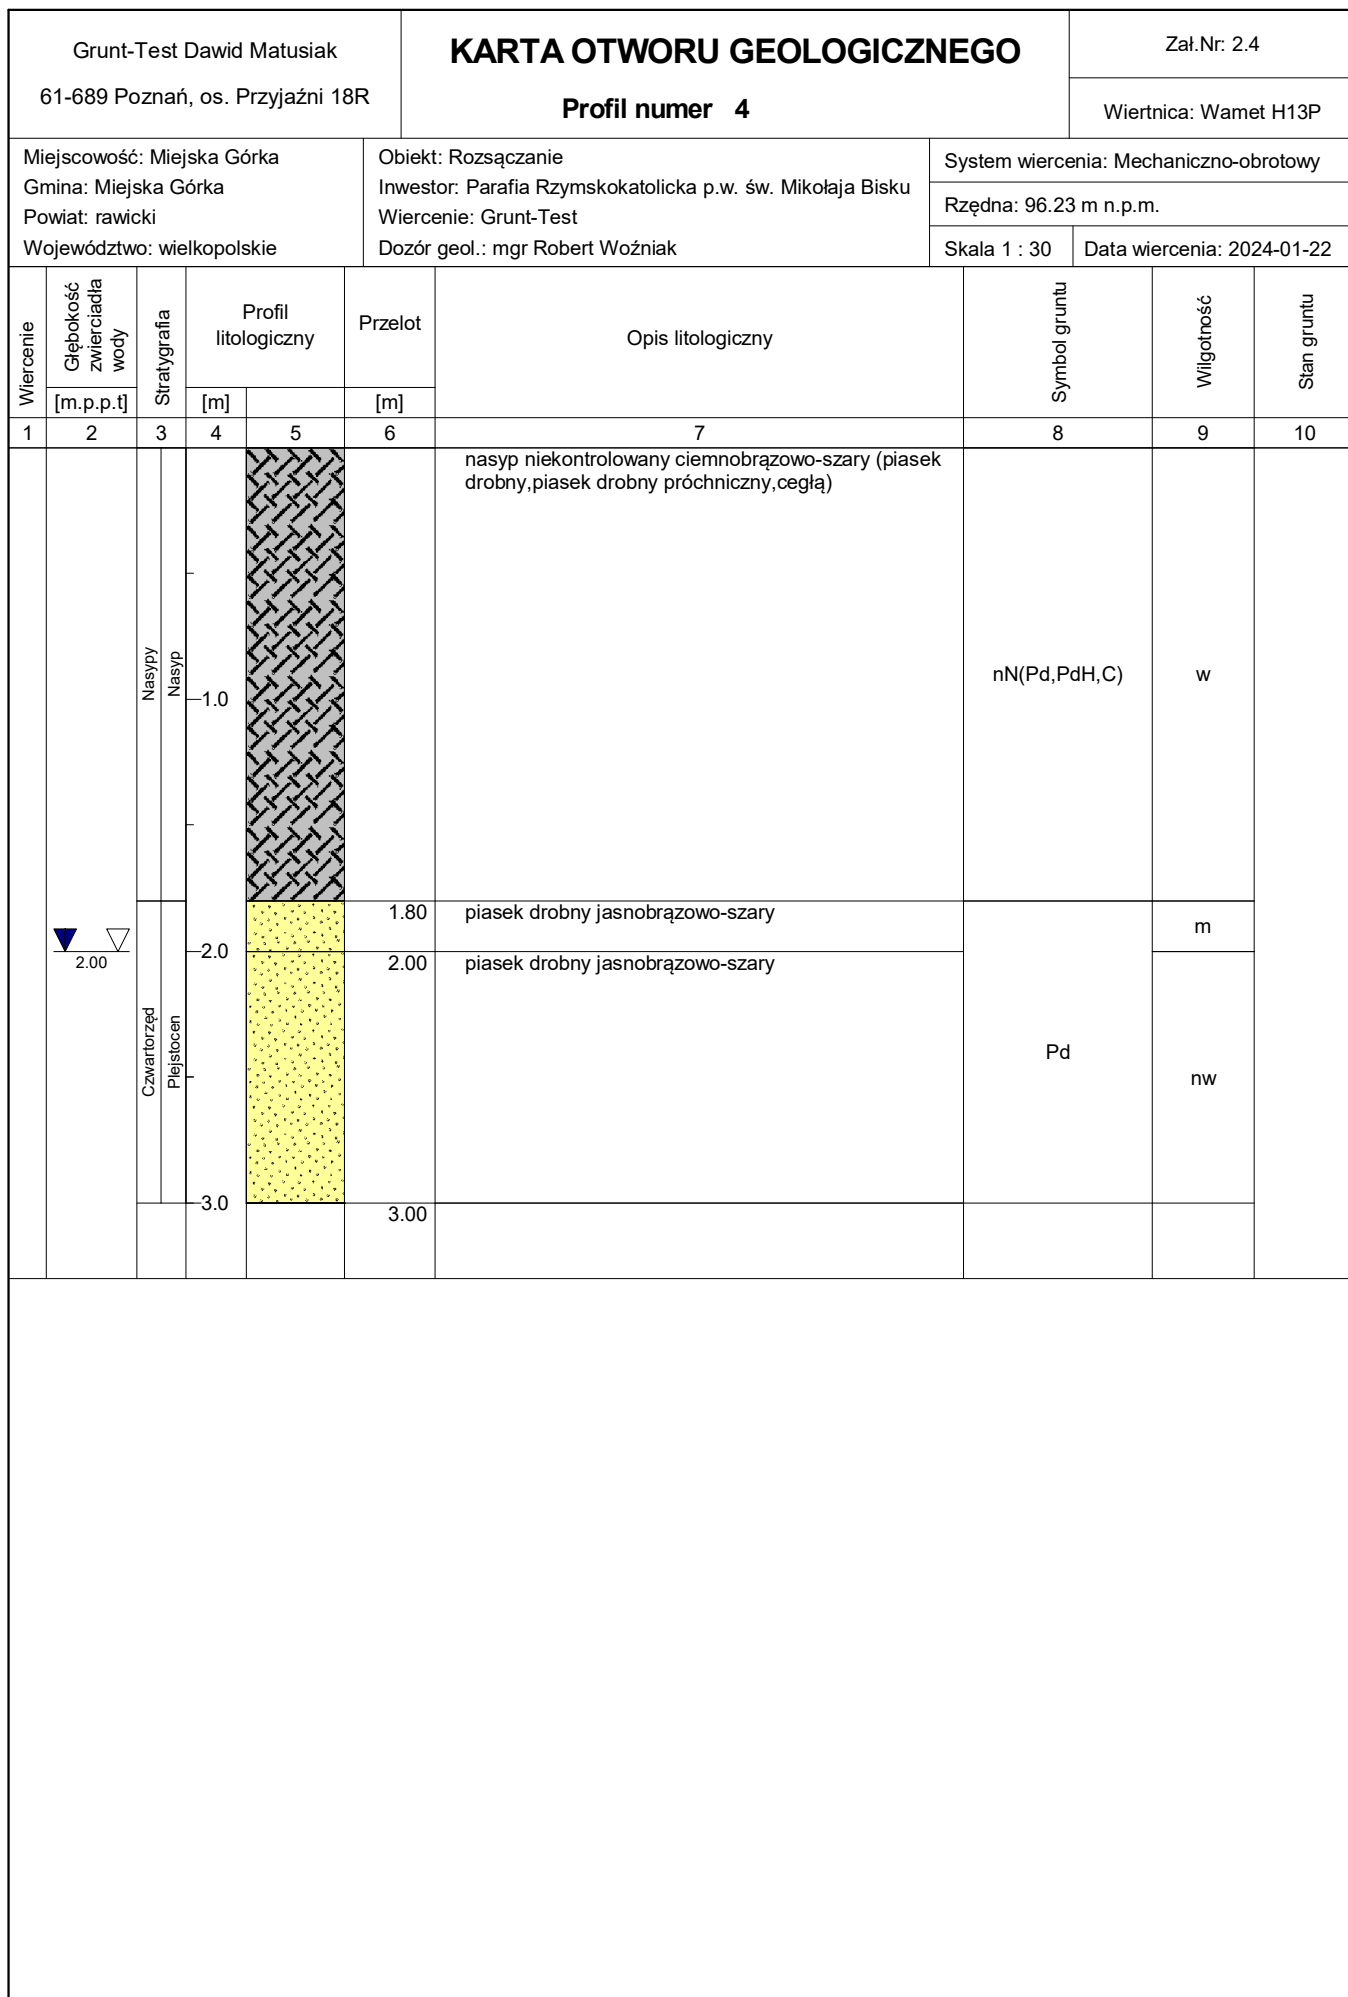 Grunt-Test Dawid Matusiak
61-689 Poznań, os. Przyjaźni 18R
KARTA OTWORU GEOLOGICZNEGO
Profil numer 4
Zał.Nr: 2.4
Wiertnica: Wamet H13P
Miejscowość: Miejska Górka
Gmina: Miejska Górka
Powiat: rawicki
Województwo: wielkopolskie
Obiekt: Rozsączanie
Inwestor: Parafia Rzymskokatolicka p.w. św. Mikołaja Bisku
Wiercenie: Grunt-Test
Dozór geol.: mgr Robert Woźniak
System wiercenia: Mechaniczno-obrotowy
Rzędna: 96.23 m n.p.m.
Skala 1 : 30
Data wiercenia: 2024-01-22
Wiercenie
Głębokość
zwierciadła
wody
[m.p.p.t]
Stratygrafia
Profil
litologiczny
[m]
Przelot
[m]
Opis litologiczny
Symbol gruntu
Wilgotność
Stan gruntu
1 2 3 4 5 6 7 8 9 10
nasyp niekontrolowany ciemnobrązowo-szary (piasek
drobny,piasek drobny próchniczny,cegłą)
Nasypy
Nasyp
1.0
nN(Pd,PdH,C)
w
1.80
piasek drobny jasnobrązowo-szary
m
2.00
2.0
2.00
piasek drobny jasnobrązowo-szary
Czwartorzęd
Plejstocen
Pd
nw
3.0
3.00